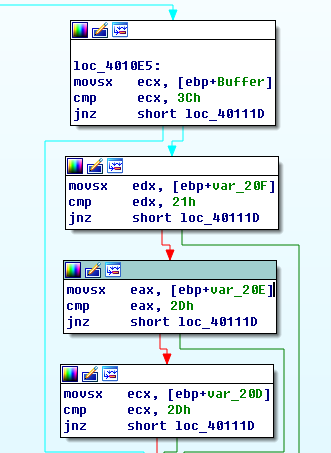 loc_4010E5:
movsx ecx, [ebp+Buffer]
cmp ecx, 3Ch
jnz short loc_40111D
movsx edx, [ebp+var_20F]
cmp edx, 21h
jnz short loc_40111D
movsx eax, [ebp+var_20E]
cmp eax, 2Dh
jnz short loc_40111D
movsx ecx, [ebp+var_20D]
cmp ecx, 2Dh
jnz short loc_40111D